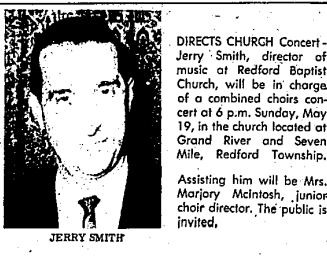 DIRECTS CHURCH Concert-
Jerry Smith, director of
music at Redford Baptist
Church, will be in charge
of a combined choirs con-
cert at 6 p.m. Sunday, May
19, in the church located at
Grand River and Seven
Mile, Redford Township.
Assisting him will be Mrs.
Marjory McIntosh, junior
choir director. The public is
invited.
JERRY SMITH